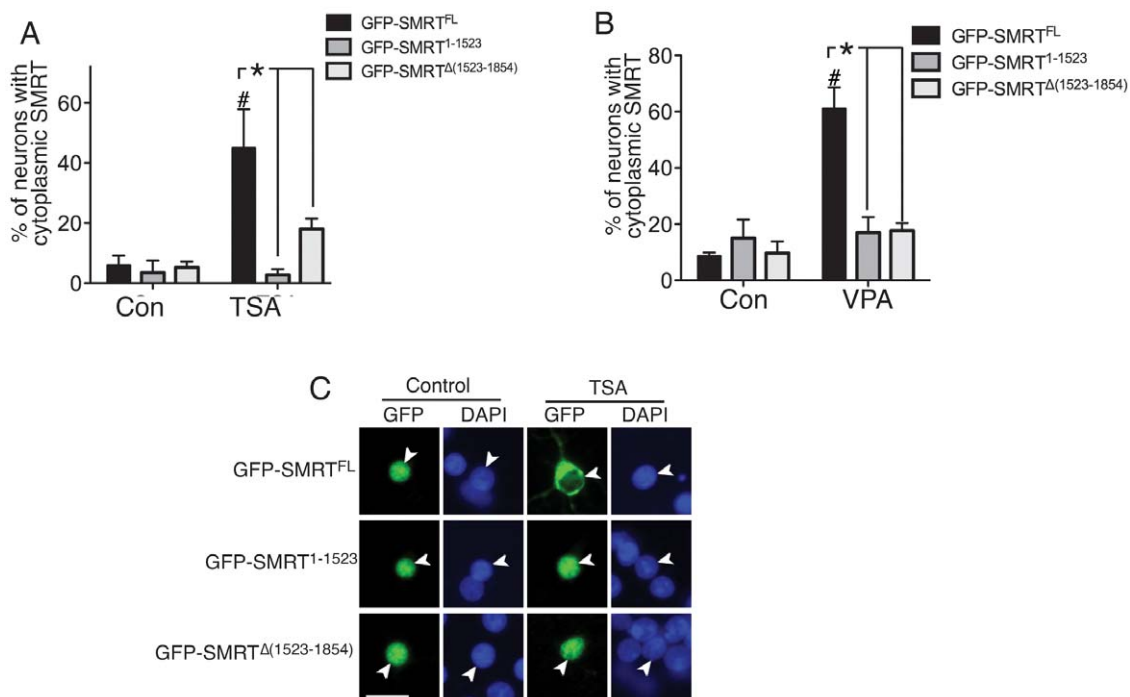 A
GFP-SMRT^FL
GFP-SMRT^1-1523
GFP-SMRT^Δ(1523-1854)
% of neurons with
cytoplasmic SMRT
60
40
20
0
*
#
Con
TSA
B
GFP-SMRT^FL
GFP-SMRT^1-1523
GFP-SMRT^Δ(1523-1854)
% of neurons with
cytoplasmic SMRT
80
60
40
20
0
*
#
Con
VPA
C
Control TSA
GFP DAPI GFP DAPI
GFP-SMRT^FL
GFP-SMRT^1-1523
GFP-SMRT^Δ(1523-1854)